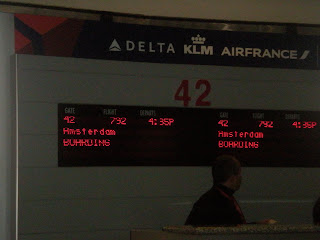 DELTA KLM AIRFRANCE
42
GATE FLIGHT DEPARTS
42 792 4:35P
Amsterdam
BOARDING
GATE FLIGHT DEPARTS
42 792 4:35P
Amsterdam
BOARDING